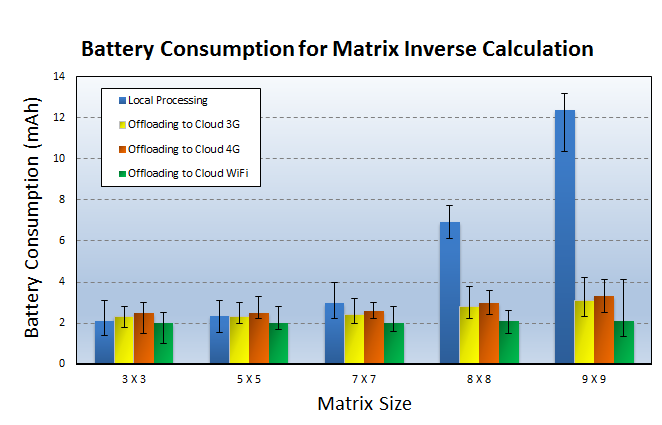 Battery Consumption for Matrix Inverse Calculation
Battery Consumption (mAh)
14
12
10
8
6
4
2
0
Local Processing
Offloading to Cloud 3G
Offloading to Cloud 4G
Offloading to Cloud WiFi
3 X 3
5 X 5
7 X 7
8 X 8
9 X 9
Matrix Size